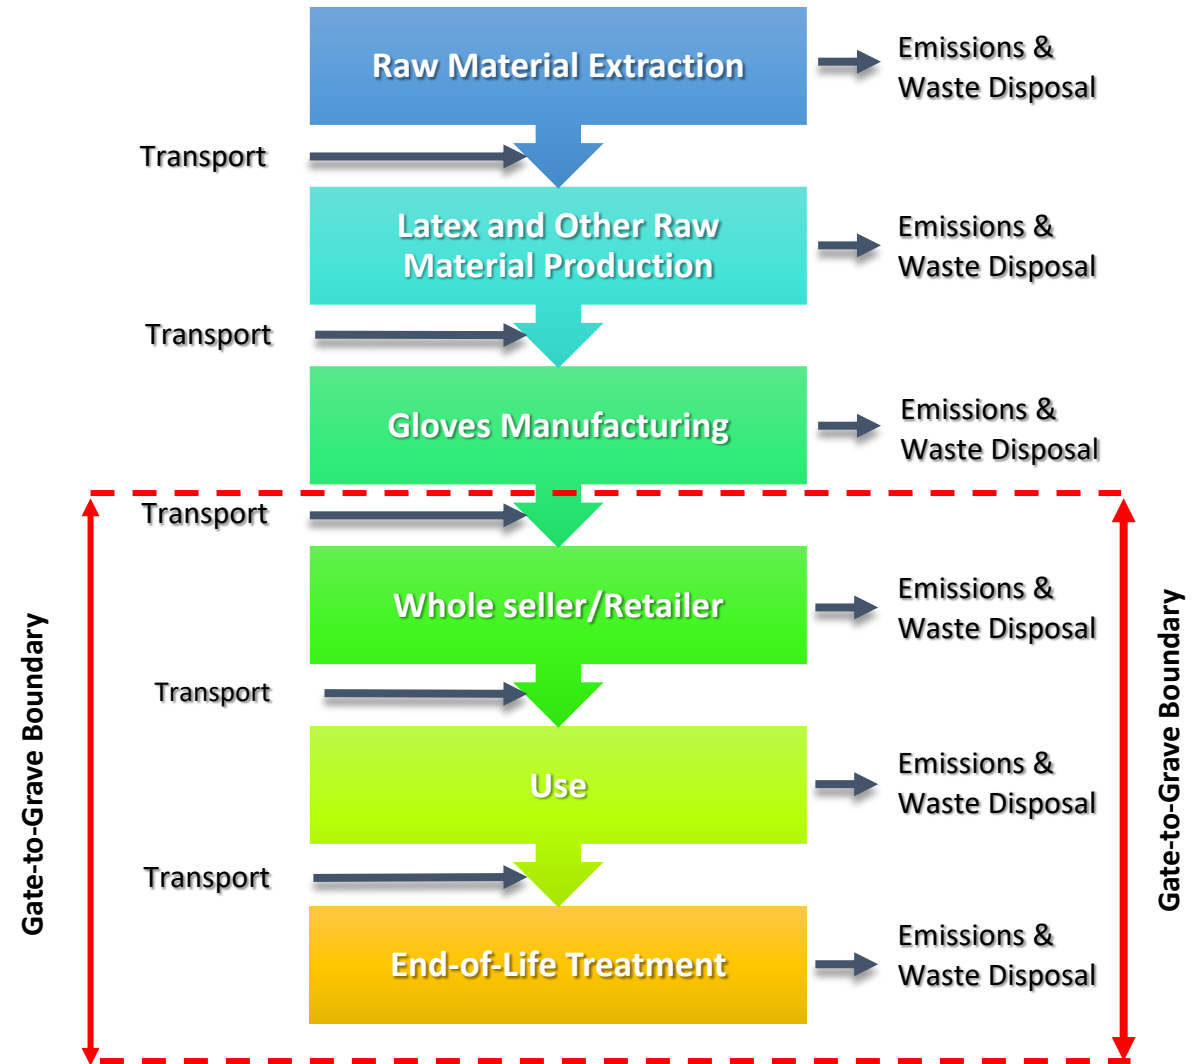 Raw Material Extraction
Emissions &
Waste Disposal
Transport
Latex and Other Raw
Material Production
Emissions &
Waste Disposal
Transport
Gloves Manufacturing
Emissions &
Waste Disposal
Transport
Whole seller/Retailer
Emissions &
Waste Disposal
Transport
Use
Emissions &
Waste Disposal
Transport
End-of-Life Treatment
Emissions &
Waste Disposal
Gate-to-Grave Boundary
Gate-to-Grave Boundary